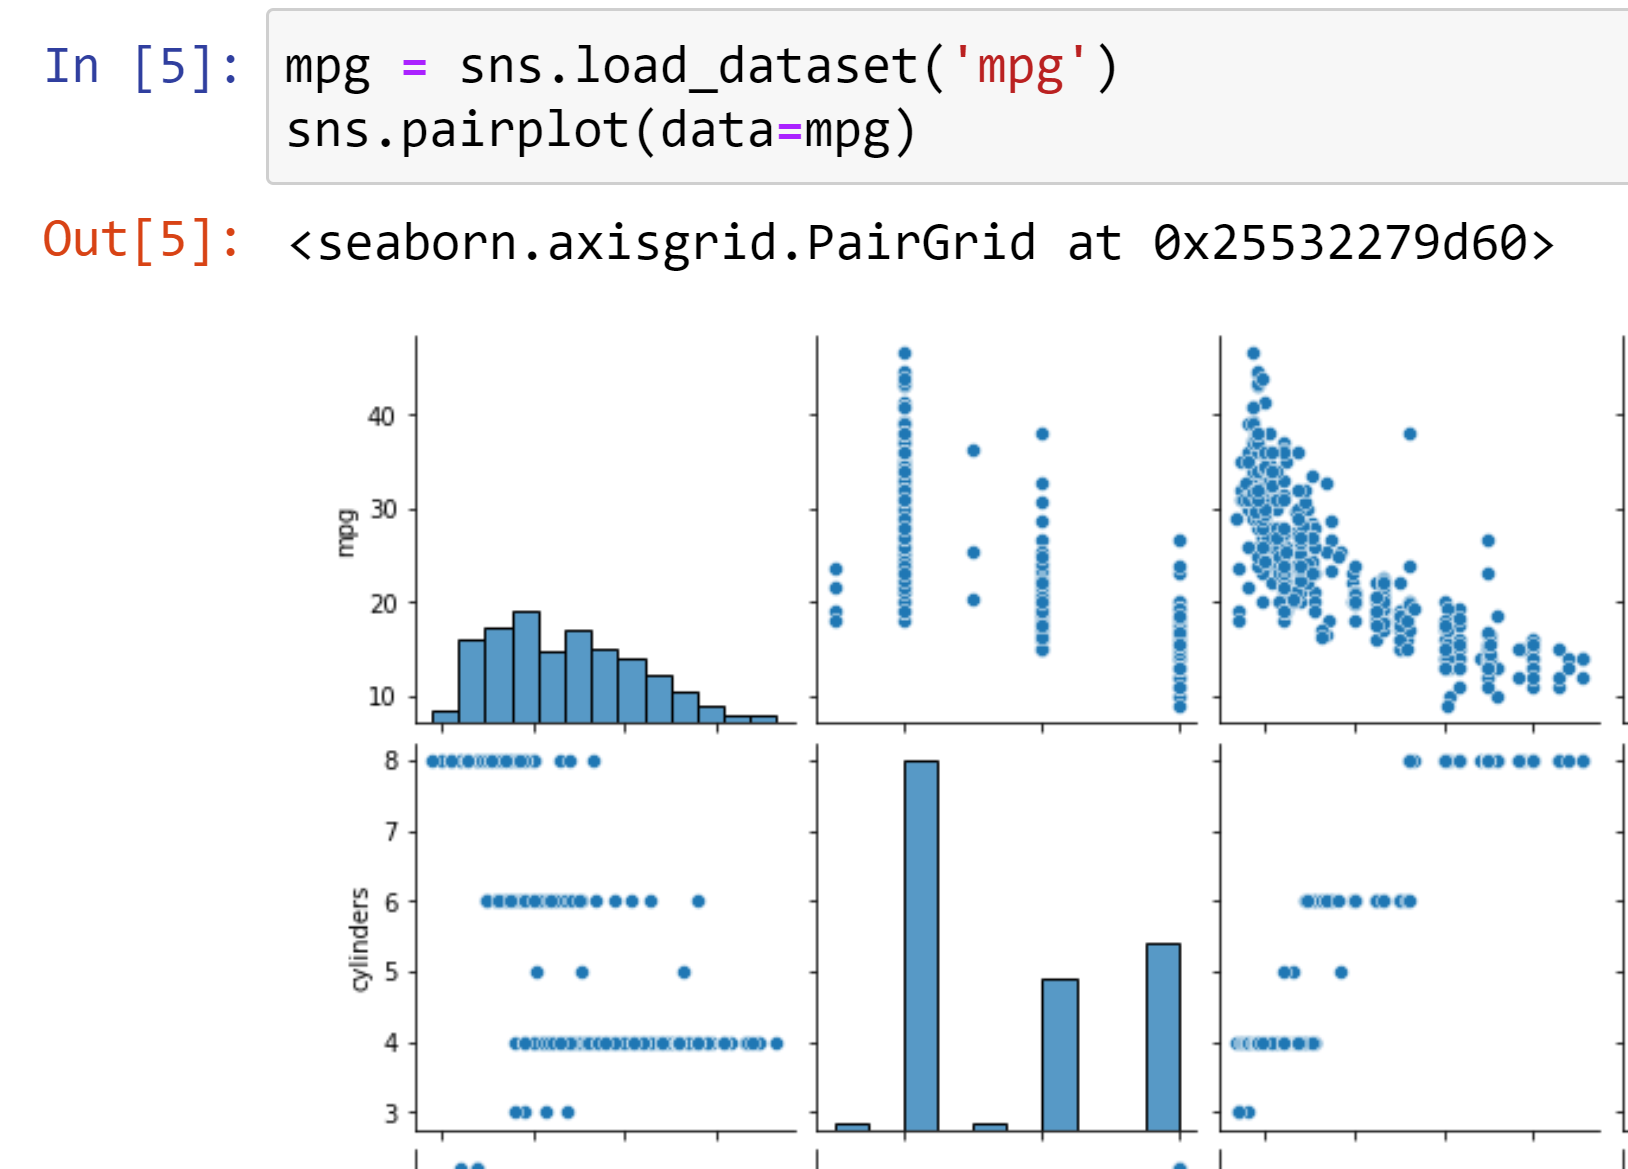 In [5]:
mpg = sns.load_dataset('mpg')
sns.pairplot(data=mpg)
Out[5]:
<seaborn.axisgrid.PairGrid at 0x25532279d60>
40
30
20
10
mpg
8
7
6
5
4
3
cylinders